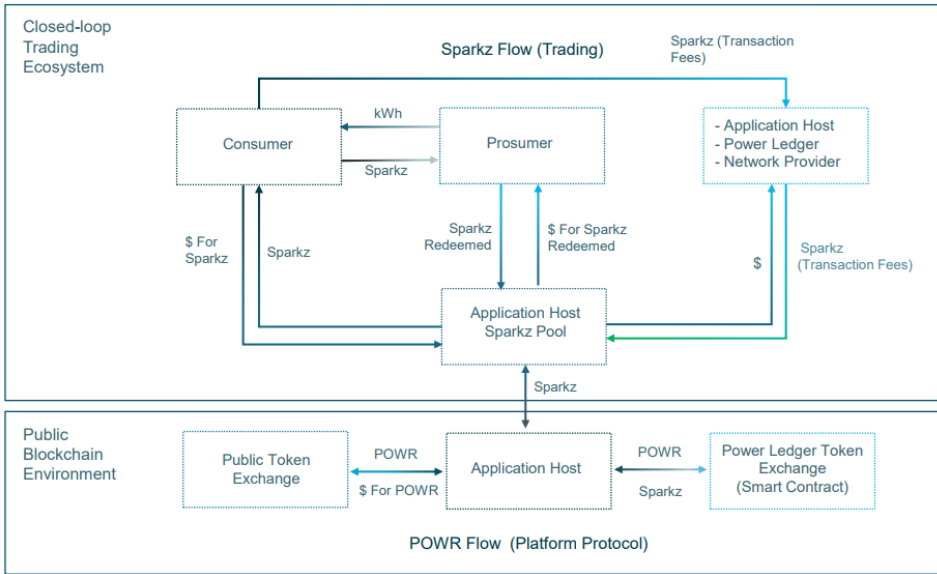 Closed-loop
Trading
Ecosystem
Sparkz Flow (Trading)
Sparkz (Transaction
Fees)
Consumer
kWh
Sparkz
Prosumer
- Application Host
- Power Ledger
- Network Provider
$ For
Sparkz
Sparkz
Sparkz
Redeemed
$ For Sparkz
Redeemed
$
Sparkz
(Transaction Fees)
Application Host
Sparkz Pool
Sparkz
Public
Blockchain
Environment
Public Token
Exchange
POWR
$ For POWR
Application Host
POWR
Sparkz
Power Ledger Token
Exchange
(Smart Contract)
POWR Flow (Platform Protocol)